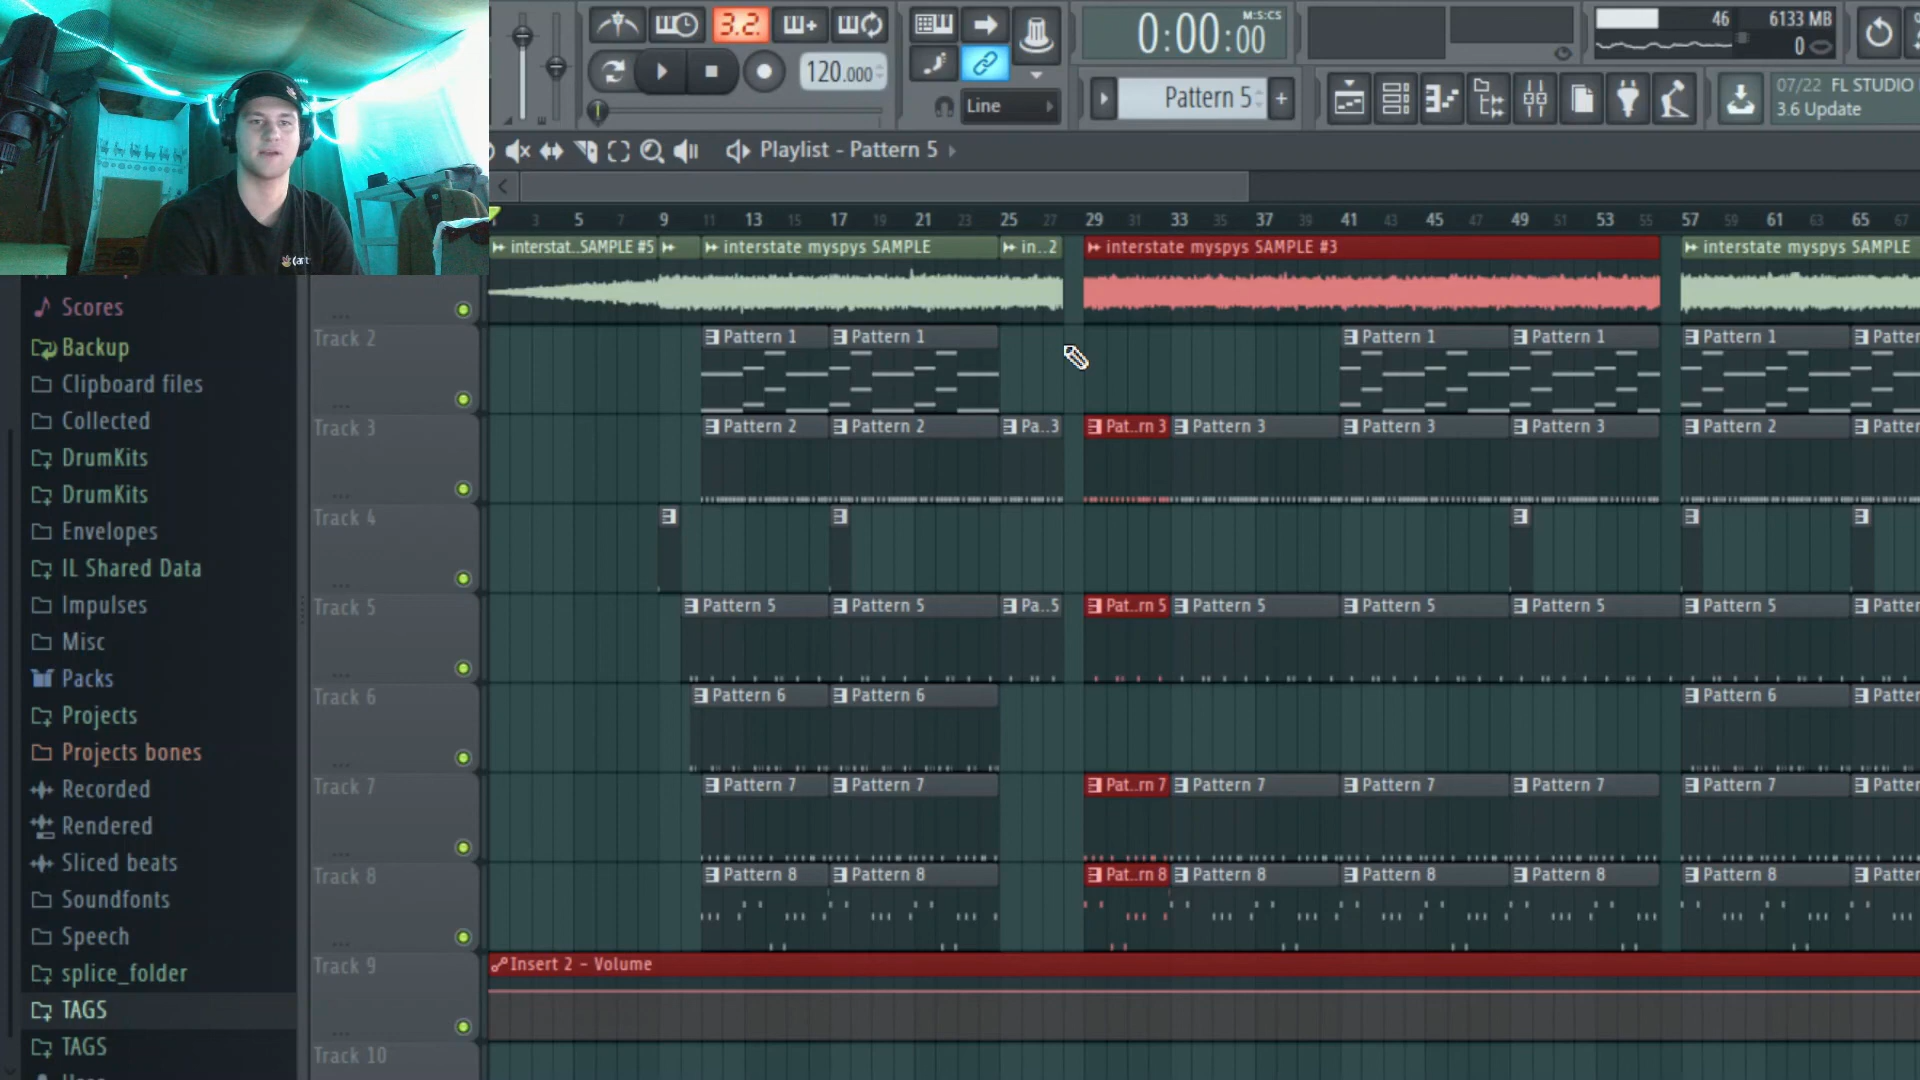 3.2.
120.000
Line
0:00:00
M:S:CS
Pattern 5
+
46
6133 MB
0
07/22 FL STUDIO
3.6 Update
Playlist - Pattern 5
3 5 7 9 11 13 15 17 19 21 23 25 27 29 31 33 35 37 39 41 43 45 47 49 51 53 55 57 59 61 63 65 67
interstat..SAMPLE #5
interstate myspys SAMPLE
in...2
interstate myspys SAMPLE #3
interstate myspys SAMPLE
Scores
Backup
Clipboard files
Collected
DrumKits
DrumKits
Envelopes
IL Shared Data
Impulses
Misc
Packs
Projects
Projects bones
Recorded
Rendered
Sliced beats
Soundfonts
Speech
splice_folder
TAGS
TAGS
Track 2
Pattern 1 Pattern 1 Pattern 1 Pattern 1 Pattern 1 Patter
Track 3
Pattern 2 Pattern 2 Pa..3 Pat..rn 3 Pattern 3 Pattern 3 Pattern 3 Pattern 2 Patter
Track 4
Track 5
Pattern 5 Pattern 5 Pa..5 Pat..rn 5 Pattern 5 Pattern 5 Pattern 5 Pattern 5 Patter
Track 6
Pattern 6 Pattern 6 Pattern 6 Patter
Track 7
Pattern 7 Pattern 7 Pat..rn 7 Pattern 7 Pattern 7 Pattern 7 Pattern 7 Patter
Track 8
Pattern 8 Pattern 8 Pat..rn 8 Pattern 8 Pattern 8 Pattern 8 Pattern 8 Patter
Track 9
Insert 2 - Volume
Track 10